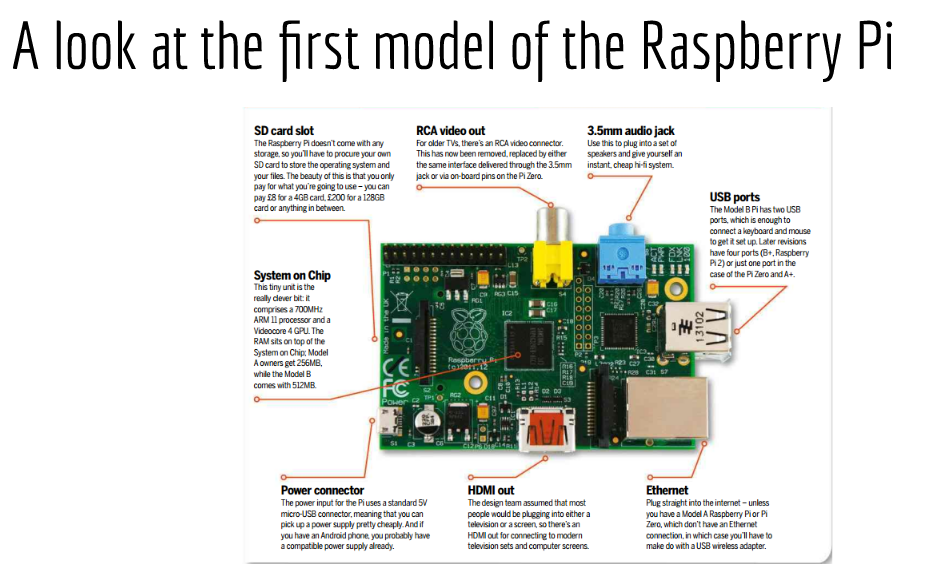 A look at the first model of the Raspberry Pi
SD card slot
The Raspberry Pi doesn't come with any
storage, so you'll have to procure your own
SD card to store the operating system and
your files. The beauty of this is that you only
pay for what you're going to use – you can
pay £8 for a 4GB card, £200 for a 128GB
card or anything in between.
RCA video out
For older TVs, there's an RCA video connector.
This has now been removed, replaced by either
the same interface delivered through the 3.5mm
jack or via on-board pins on the Pi Zero.
3.5mm audio jack
Use this to plug into a set of
speakers and give yourself an
instant, cheap hi-fi system.
USB ports
The Model B Pi has two USB
ports, which is enough to
connect a keyboard and mouse
to get it set up. Later revisions
have four ports (B+, Raspberry
Pi 2) or just one port in the
case of the Pi Zero and A+.
System on Chip
This tiny unit is the
really clever bit: it
comprises a 700MHz
ARM 11 processor and a
Videocore 4 GPU. The
RAM sits on top of the
System on Chip; Model
A owners get 256MB,
while the Model B
comes with 512MB.
Made in the UK
IC2
Raspberry Pi
(c)2011,12
ACT
PWR
FDX
LNK
100
13102
CE
FC
Power
Power connector
The power input for the Pi uses a standard 5V
micro-USB connector, meaning that you can
pick up a power supply pretty cheaply. And if
you have an Android phone, you probably have
a compatible power supply already.
HDMI out
The design team assumed that most
people would be plugging into either a
television or a screen, so there's an
HDMI out for connecting to modern
television sets and computer screens.
Ethernet
Plug straight into the internet – unless
you have a Model A Raspberry Pi or Pi
Zero, which don't have an Ethernet
connection, in which case you'll have to
make do with a USB wireless adapter.